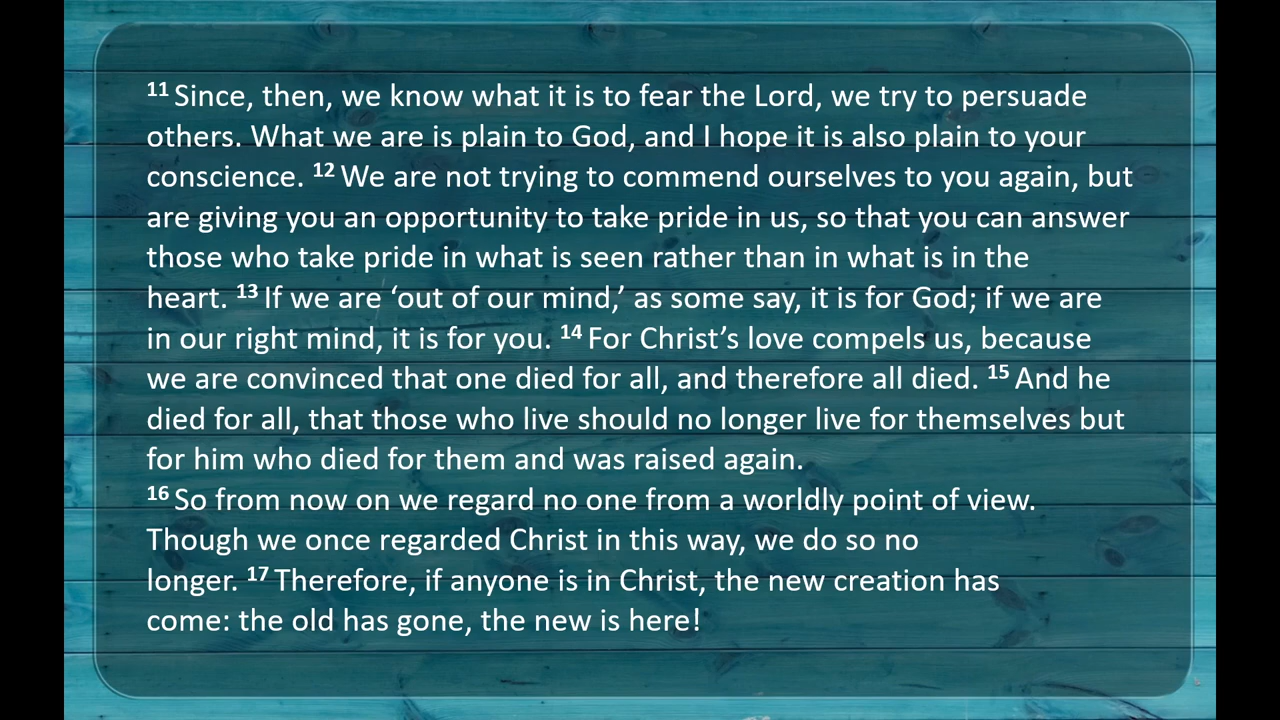 11 Since, then, we know what it is to fear the Lord, we try to persuade
others. What we are is plain to God, and I hope it is also plain to your
conscience. 12 We are not trying to commend ourselves to you again, but
are giving you an opportunity to take pride in us, so that you can answer
those who take pride in what is seen rather than in what is in the
heart. 13 If we are ‘out of our mind,’ as some say, it is for God; if we are
in our right mind, it is for you. 14 For Christ’s love compels us, because
we are convinced that one died for all, and therefore all died. 15 And he
died for all, that those who live should no longer live for themselves but
for him who died for them and was raised again.
16 So from now on we regard no one from a worldly point of view.
Though we once regarded Christ in this way, we do so no
longer. 17 Therefore, if anyone is in Christ, the new creation has
come: the old has gone, the new is here!